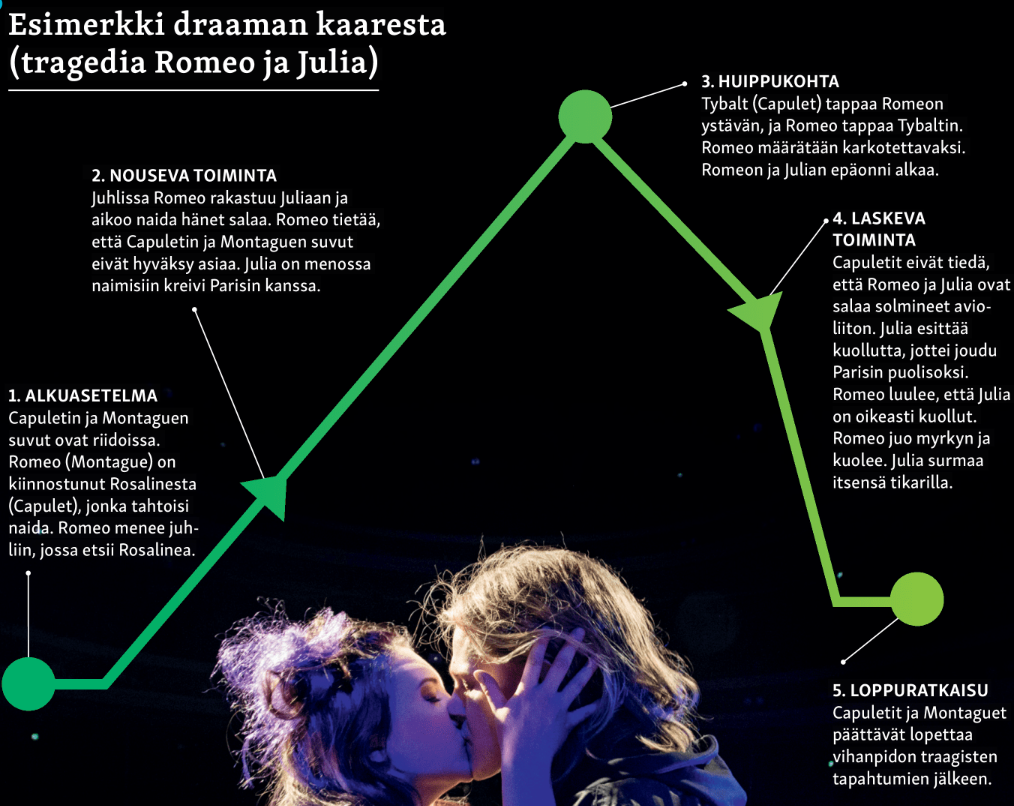 Esimerkki draaman kaaresta
(tragedia Romeo ja Julia)
1. ALKUASETELMA
Capuletin ja Montaguen
suvut ovat riidoissa.
Romeo (Montague) on
kiinnostunut Rosalinesta
(Capulet), jonka tahtoisi
naida. Romeo menee juh-
liin, jossa etsii Rosalinea.
2. NOUSEVA TOIMINTA
Juhlissa Romeo rakastuu Juliaan ja
aikoo naida hänet salaa. Romeo tietää,
että Capuletin ja Montaguen suvut
eivät hyväksy asiaa. Julia on menossa
naimisiin kreivi Parisin kanssa.
3. HUIPPUKOHTA
Tybalt (Capulet) tappaa Romeon
ystävän, ja Romeo tappaa Tybaltin.
Romeo määrätään karkotettavaksi.
Romeon ja Julian epäonni alkaa.
4. LASKEVA
TOIMINTA
Capuletit eivät tiedä,
että Romeo ja Julia ovat
salaa solmineet avio-
liiton. Julia esittää
kuollutta, jottei joudu
Parisin puolisoksi.
Romeo luulee, että Julia
on oikeasti kuollut.
Romeo juo myrkyn ja
kuolee. Julia surmaa
itsensä tikarilla.
5. LOPPURATKAISU
Capuletit ja Montaguet
päättävät lopettaa
vihanpidon traagisten
tapahtumien jälkeen.